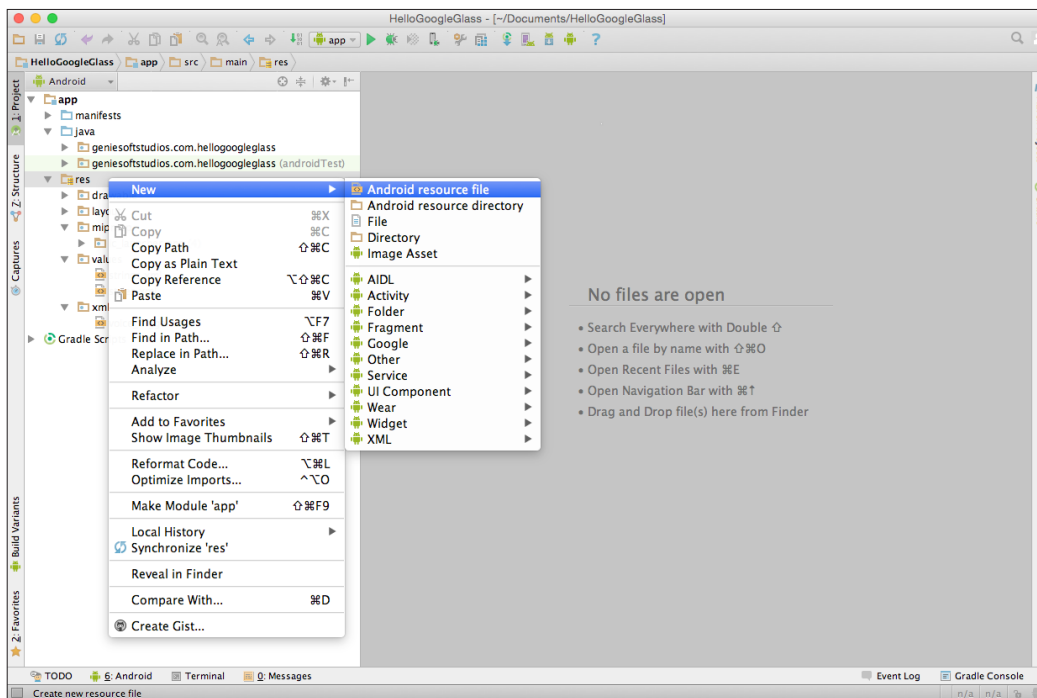 HelloGoogleGlass - [~/Documents/HelloGoogleGlass]
app
HelloGoogleGlass app src main res
Android
1: Project
Z: Structure
Captures
Build Variants
2: Favorites
app
manifests
java
geniesoftstudios.com.hellogoogleglass
geniesoftstudios.com.hellogoogleglass (androidTest)
res
Gradle Scr
New
Cut ⌘X
Copy ⌘C
Copy Path ⇧⌘C
Copy as Plain Text
Copy Reference ⌥⇧⌘C
Paste ⌘V
Find Usages ⌥F7
Find in Path... ⇧⌘F
Replace in Path... ⇧⌘R
Analyze
Refactor
Add to Favorites
Show Image Thumbnails ⇧⌘T
Reformat Code... ⌥⌘L
Optimize Imports... ^⌥O
Make Module 'app' ⇧⌘F9
Local History
Synchronize 'res'
Reveal in Finder
Compare With... ⌘D
Create Gist...
Android resource file
Android resource directory
File
Directory
Image Asset
AIDL
Activity
Folder
Fragment
Google
Other
Service
UI Component
Wear
Widget
XML
No files are open
• Search Everywhere with Double ⇧
• Open a file by name with ⇧⌘O
• Open Recent Files with ⌘E
• Open Navigation Bar with ⌘↑
• Drag and Drop file(s) here from Finder
TODO 6: Android Terminal 0: Messages Event Log Gradle Console
Create new resource file n/a n/a